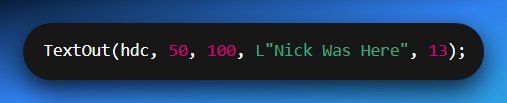 TextOut(hdc, 50, 100, L"Nick Was Here", 13);